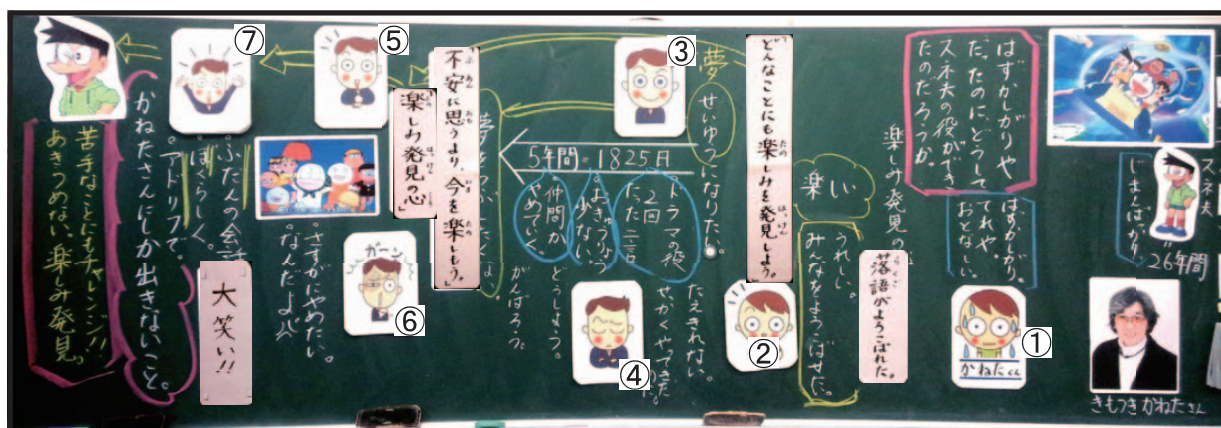 スネ夫
じまんばかり。
26年間
きもつきかねたさん
はずかしがりや
だったのに、どうして
スネ夫の役ができ
たのだろうか。
はずかしがり。
てれや。
おとなしい。
①
かねたくん
楽しみ発見の
落語がよろこばれた。
楽しい
うれしい。
みんなをよろこばせた。
どんなことにも楽しみを発見しよう。
②
夢
せいゆうになりたい。
③
5年間=1825日
ドラマの役
2回
たった二言
おきゅうりょう
少ない
仲間が
やめていく。
たえきれない。
せっかくやってきた
どうしよう。
がんばろう。
④
不安に思うより、今を楽しもう。
「楽しみ発見の心」
⑤
ガーン
⑥
さすがにやめたい。
なんだよ
⑦
ふだんの会話
ぼくらしく。
アドリブで。
大笑い!!
かねたさんにしか出きないこと。
苦手なことにもチャレンジ!!
あきらめない、楽しみ発見。